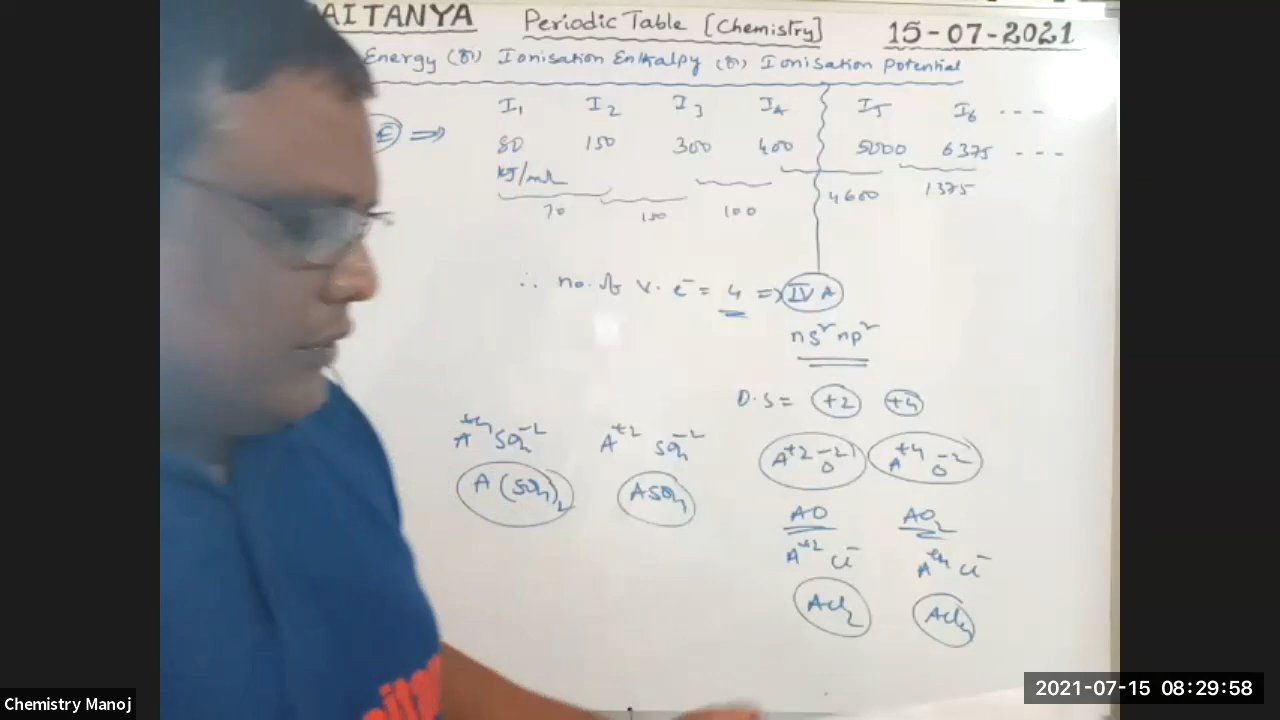 AITANYA Periodic Table [Chemistry] 15-07-2021
Energy (or) Ionisation Enthalpy (or) Ionisation Potential
I₁ I₂ I₃ I₄ I₅ I₆ ---
E ⇒ 80 150 300 400 5000 6375 ---
KJ/mol
70 150 100 4600 1375
∴ no. of v. e⁻ = 4 ⇒ IV A
ns² np²
O.S = +2 +4
A⁺⁴ SO₄⁻² A⁺² SO₄⁻² A⁺² O⁻² A⁺⁴ O⁻²
A(SO₄)₂ ASO₄
AO AO₂
A⁺² Cl⁻ A⁺⁴ Cl⁻
ACl₂ ACl₄
Chemistry Manoj
2021-07-15 08:29:58